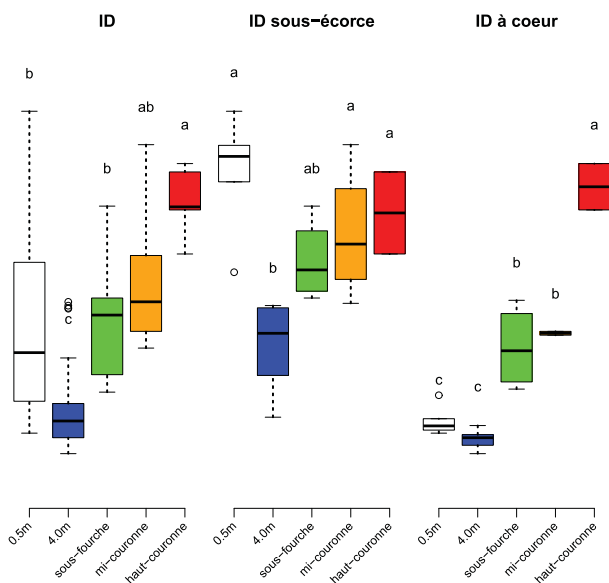 ID
ID sous−écorce
ID à coeur
b
c
b
ab
a
a
b
ab
a
a
c
c
b
b
a
0.5m
4.0m
sous−fourche
mi−couronne
haut−couronne
0.5m
4.0m
sous−fourche
mi−couronne
haut−couronne
0.5m
4.0m
sous−fourche
mi−couronne
haut−couronne